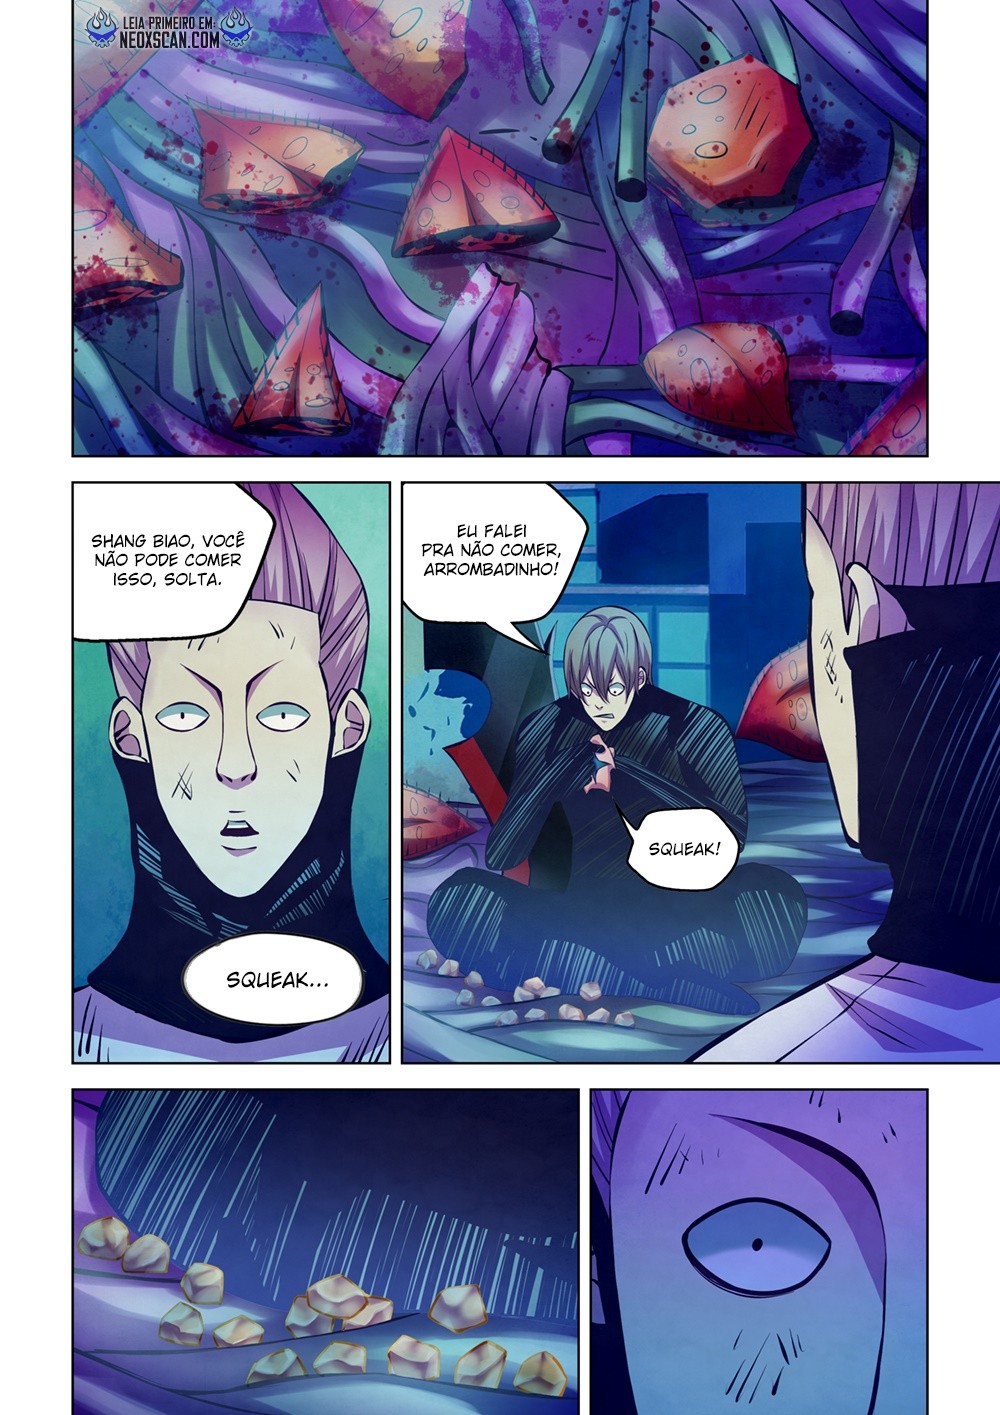 LEIA PRIMEIRO EM:
NEOXSCAN.COM
SHANG BIAO, VOCÊ
NÃO PODE COMER
ISSO, SOLTA.
SQUEAK...
EU FALEI
PRA NÃO COMER,
ARROMBADINHO!
SQUEAK!